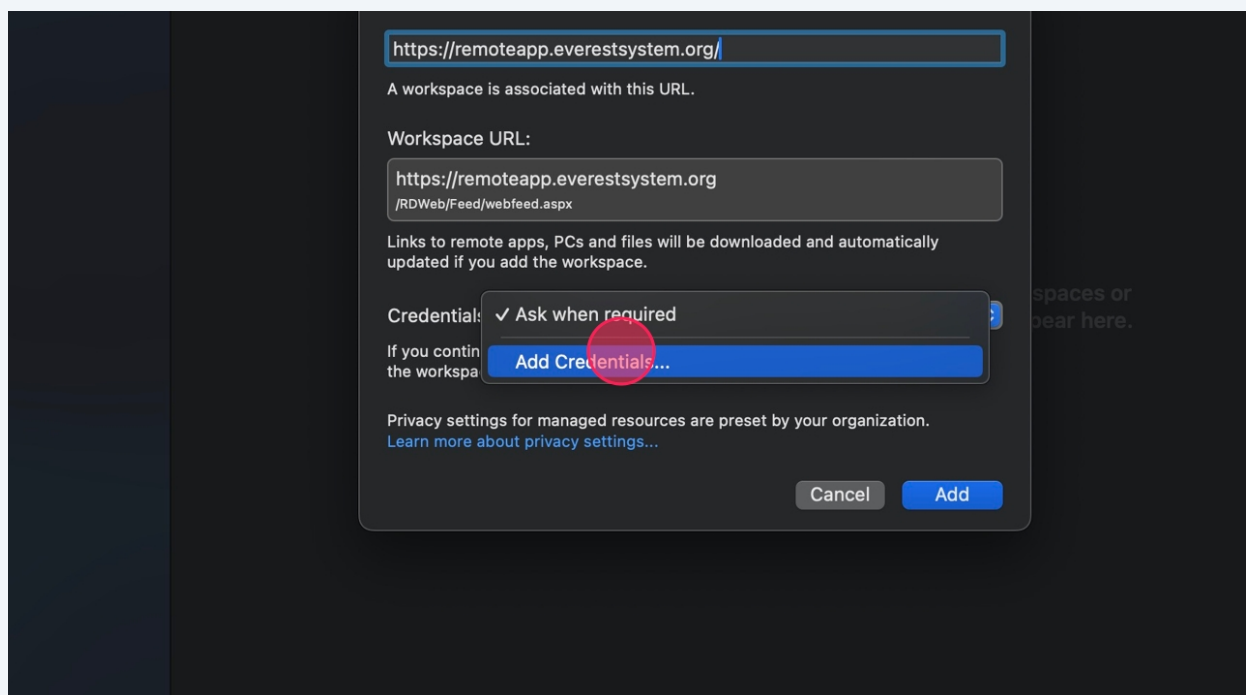 https://remoteapp.everestsystem.org/
A workspace is associated with this URL.
Workspace URL:
https://remoteapp.everestsystem.org
/RDWeb/Feed/webfeed.aspx
Links to remote apps, PCs and files will be downloaded and automatically
updated if you add the workspace.
spaces or
pear here.
Credentials
✓ Ask when required
If you contin
the workspa
Add Credentials...
Privacy settings for managed resources are preset by your organization.
Learn more about privacy settings...
Cancel
Add